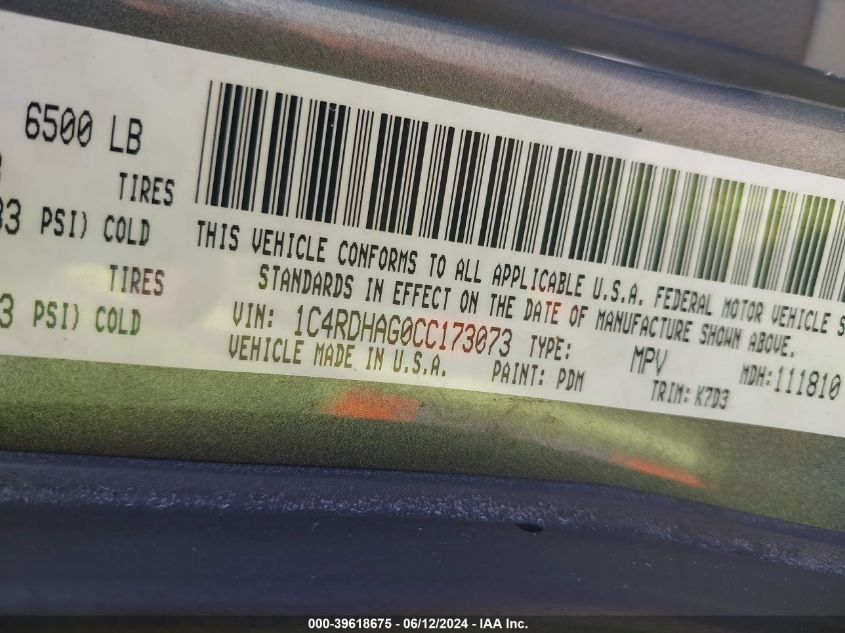 6500 LB
TIRES
33 PSI) COLD
TIRES
3 PSI) COLD
THIS VEHICLE CONFORMS TO ALL APPLICABLE U.S.A. FEDERAL MOTOR VEHICLE S
STANDARDS IN EFFECT ON THE DATE OF MANUFACTURE SHOWN ABOVE.
VIN: 1C4RDHAG0CC173073 TYPE: MPV MDH:111810
VEHICLE MADE IN U.S.A. PAINT: PDM TRIM: K7D3
000-39618675 - 06/12/2024 - IAA Inc.